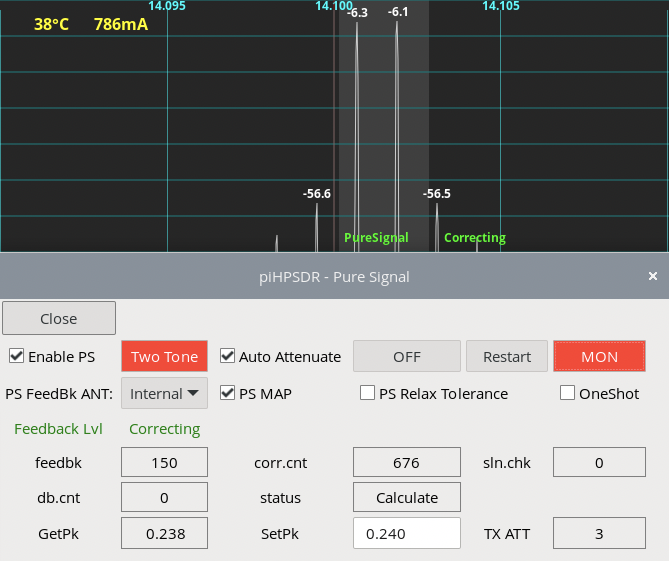 14.095 14.100 14.105
38°C 786mA
-6.3 -6.1
-56.6 -56.5
PureSignal Correcting
piHPSDR - Pure Signal ×
Close
Enable PS Two Tone Auto Attenuate OFF Restart MON
PS FeedBk ANT: Internal PS MAP PS Relax Tolerance OneShot
Feedback Lvl Correcting
feedbk 150 corr.cnt 676 sln.chk 0
db.cnt 0 status Calculate
GetPk 0.238 SetPk 0.240 TX ATT 3